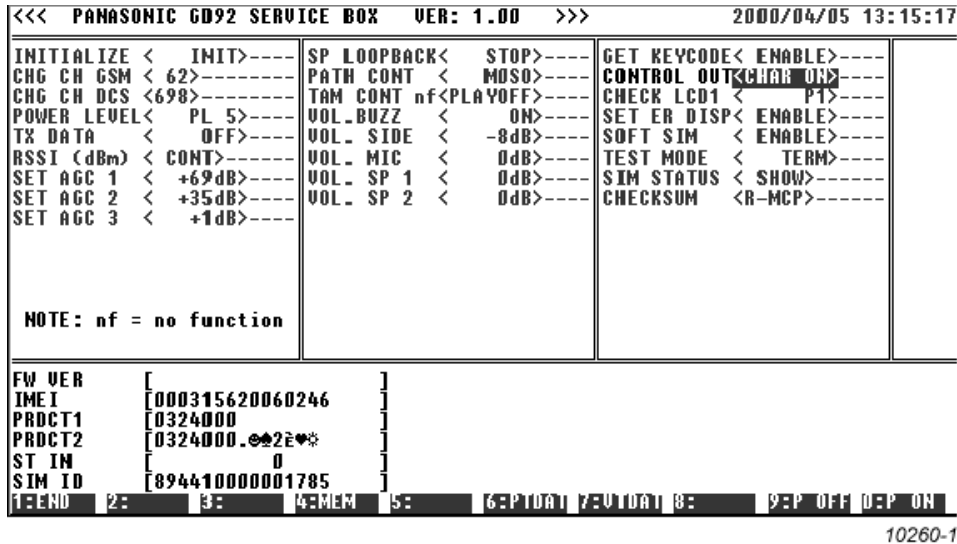 <<< PANASONIC GD92 SERVICE BOX VER: 1.00 >>> 2000/04/05 13:15:17
INITIALIZE < INIT>----
CHG CH GSM < 62>---------
CHG CH DCS <698>---------
POWER LEVEL< PL 5>----
TX DATA < OFF>----
RSSI (dBm) < CONT>------
SET AGC 1 < +69dB>----
SET AGC 2 < +35dB>----
SET AGC 3 < +1dB>----
NOTE: nf = no function
SP LOOPBACK< STOP>----
PATH CONT < M0S0>----
TAM CONT nf<PLAYOFF>----
VOL.BUZZ < ON>----
VOL. SIDE < -8dB>----
VOL. MIC < 0dB>----
VOL. SP 1 < 0dB>----
VOL. SP 2 < 0dB>----
GET KEYCODE< ENABLE>----
CONTROL OUT<CHAR ON>----
CHECK LCD1 < P1>----
SET ER DISP< ENABLE>----
SOFT SIM < ENABLE>----
TEST MODE < TERM>----
SIM STATUS < SHOW>------
CHECKSUM <R-MCP>------
FW VER [ ]
IMEI [000315620060246 ]
PRDCT1 [0324000 ]
PRDCT2 [0324000.☻♠2è♥☼ ]
ST IN [ 0 ]
SIM ID [894410000001785 ]
1:END 2: 3: 4:MEM 5: 6:PTDAT 7:VTDAT 8: 9:P OFF 0:P ON
10260-1